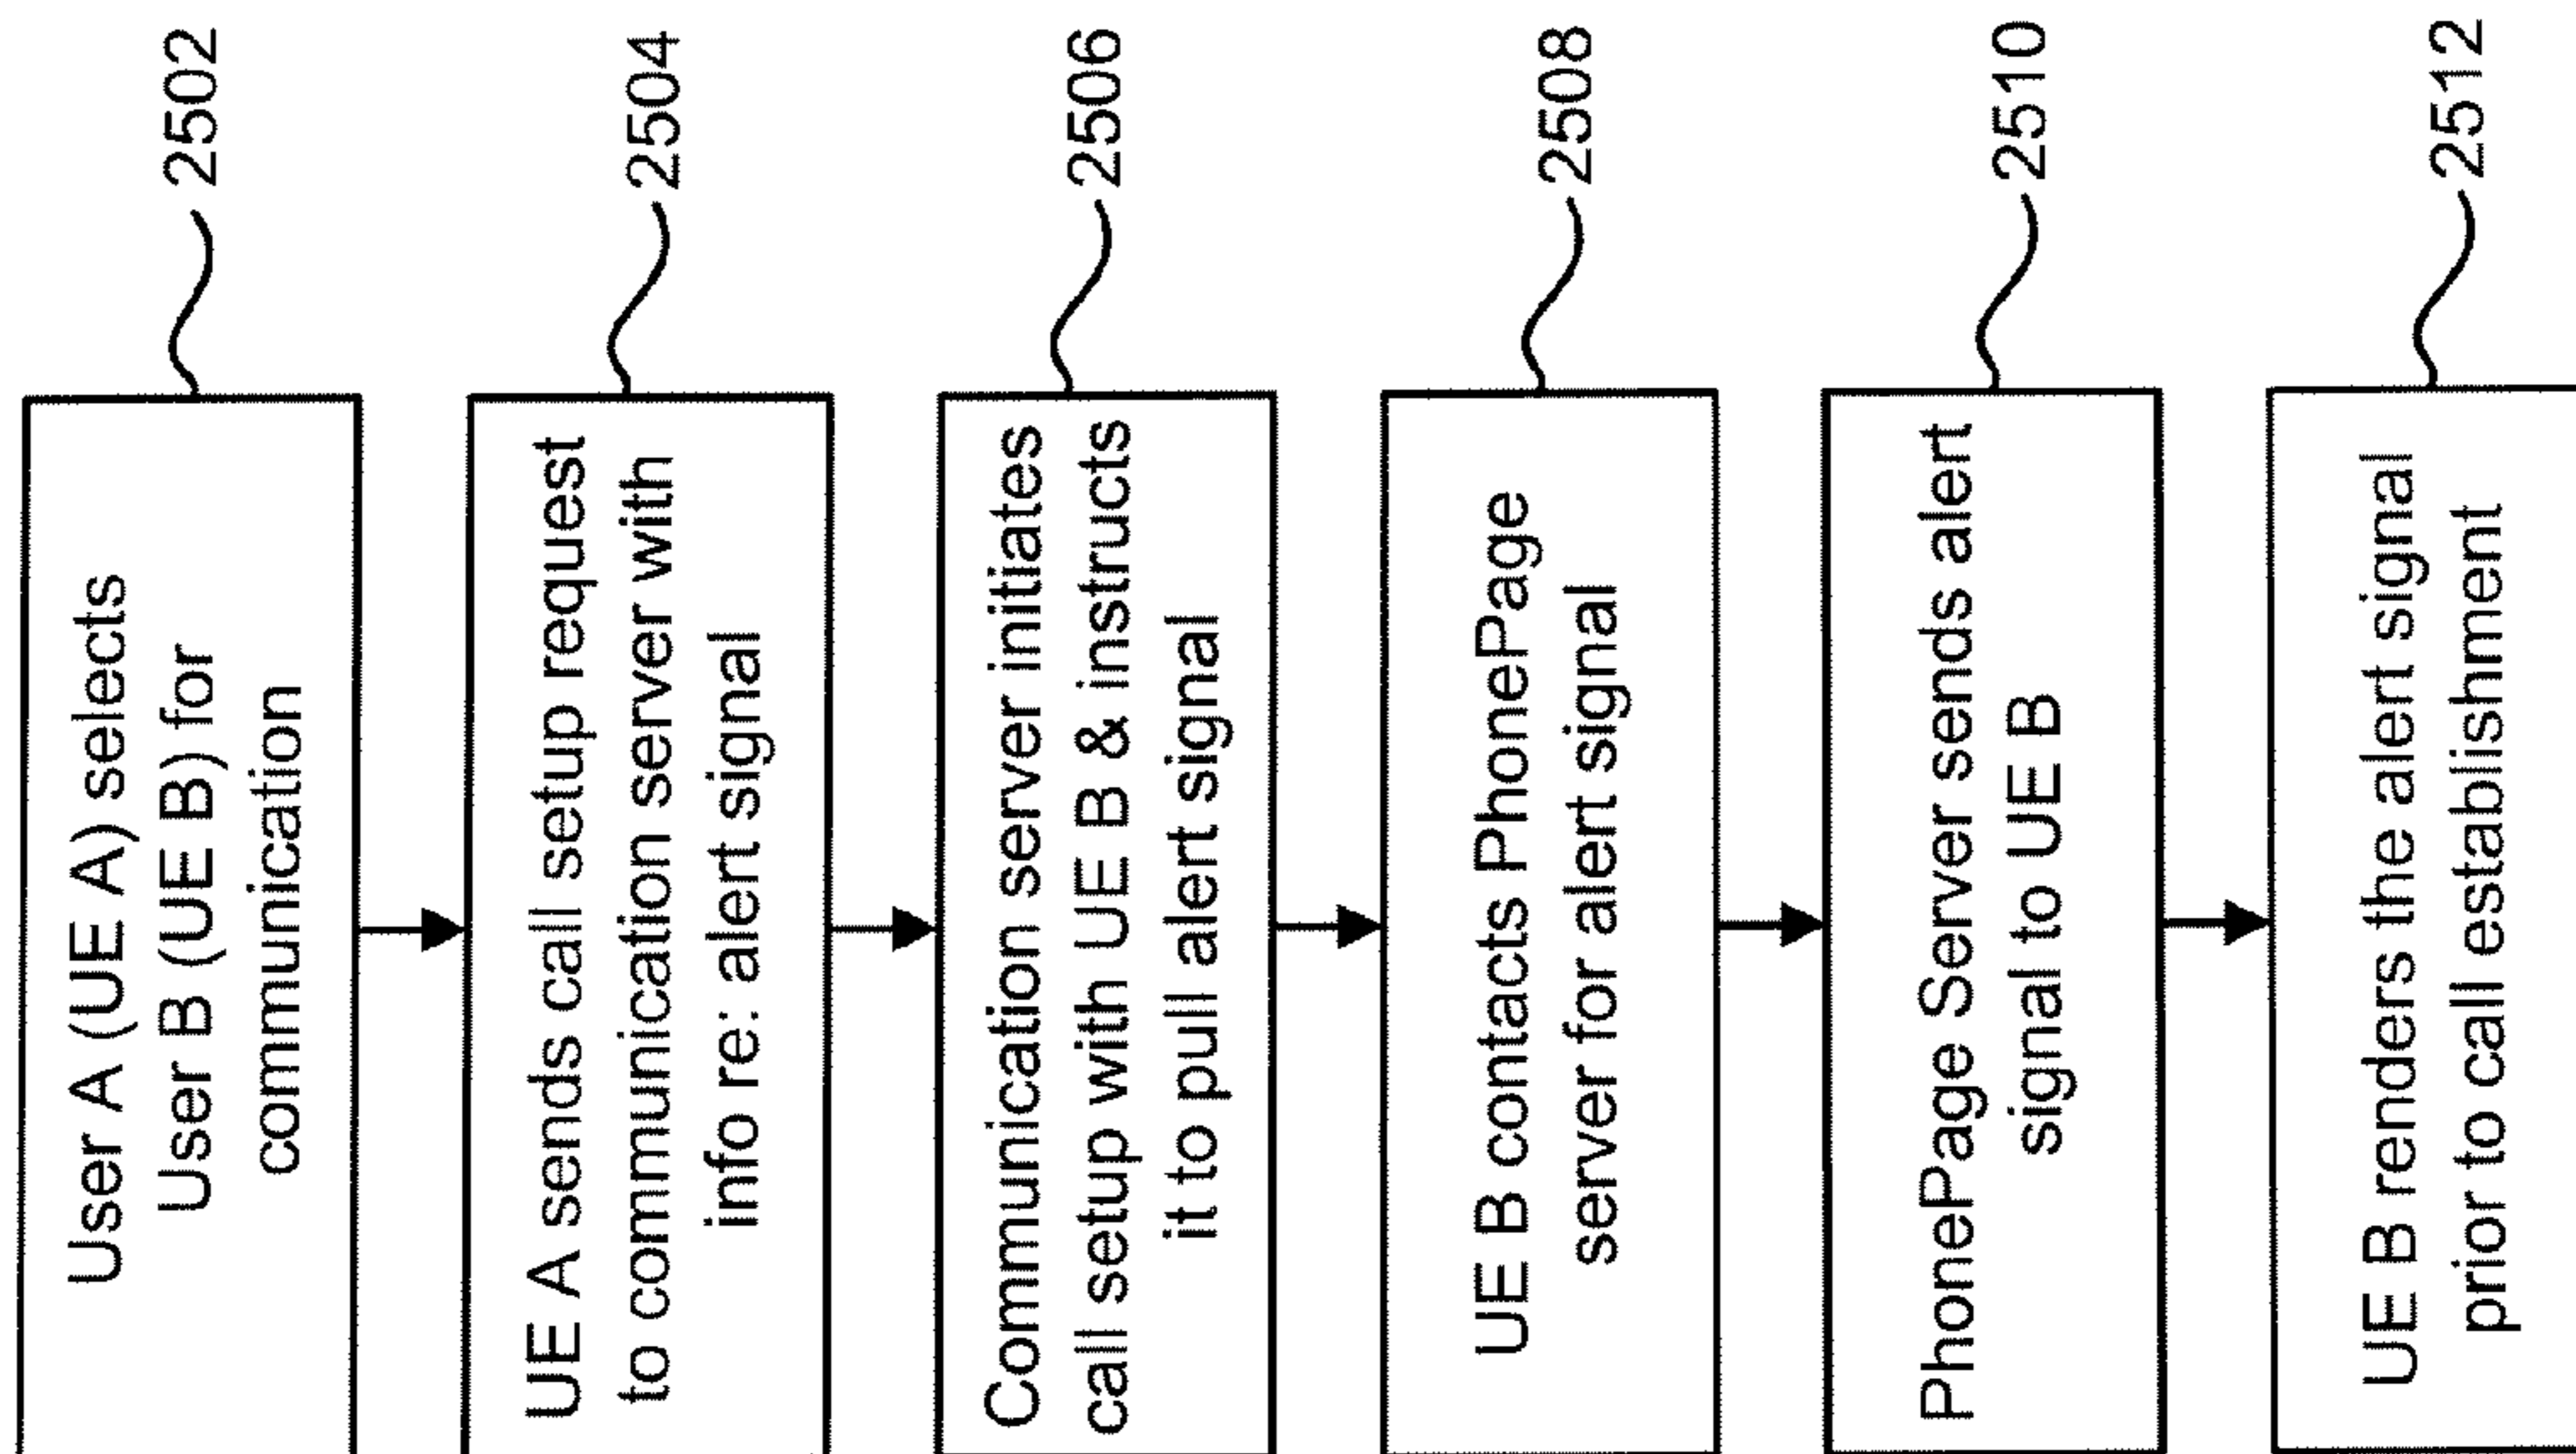 User A (UE A) selects
User B (UE B) for
communication
2502
UE A sends call setup request
to communication server with
info re: alert signal
2504
Communication server initiates
call setup with UE B & instructs
it to pull alert signal
2506
UE B contacts PhonePage
server for alert signal
2508
PhonePage Server sends alert
signal to UE B
2510
UE B renders the alert signal
prior to call establishment
2512